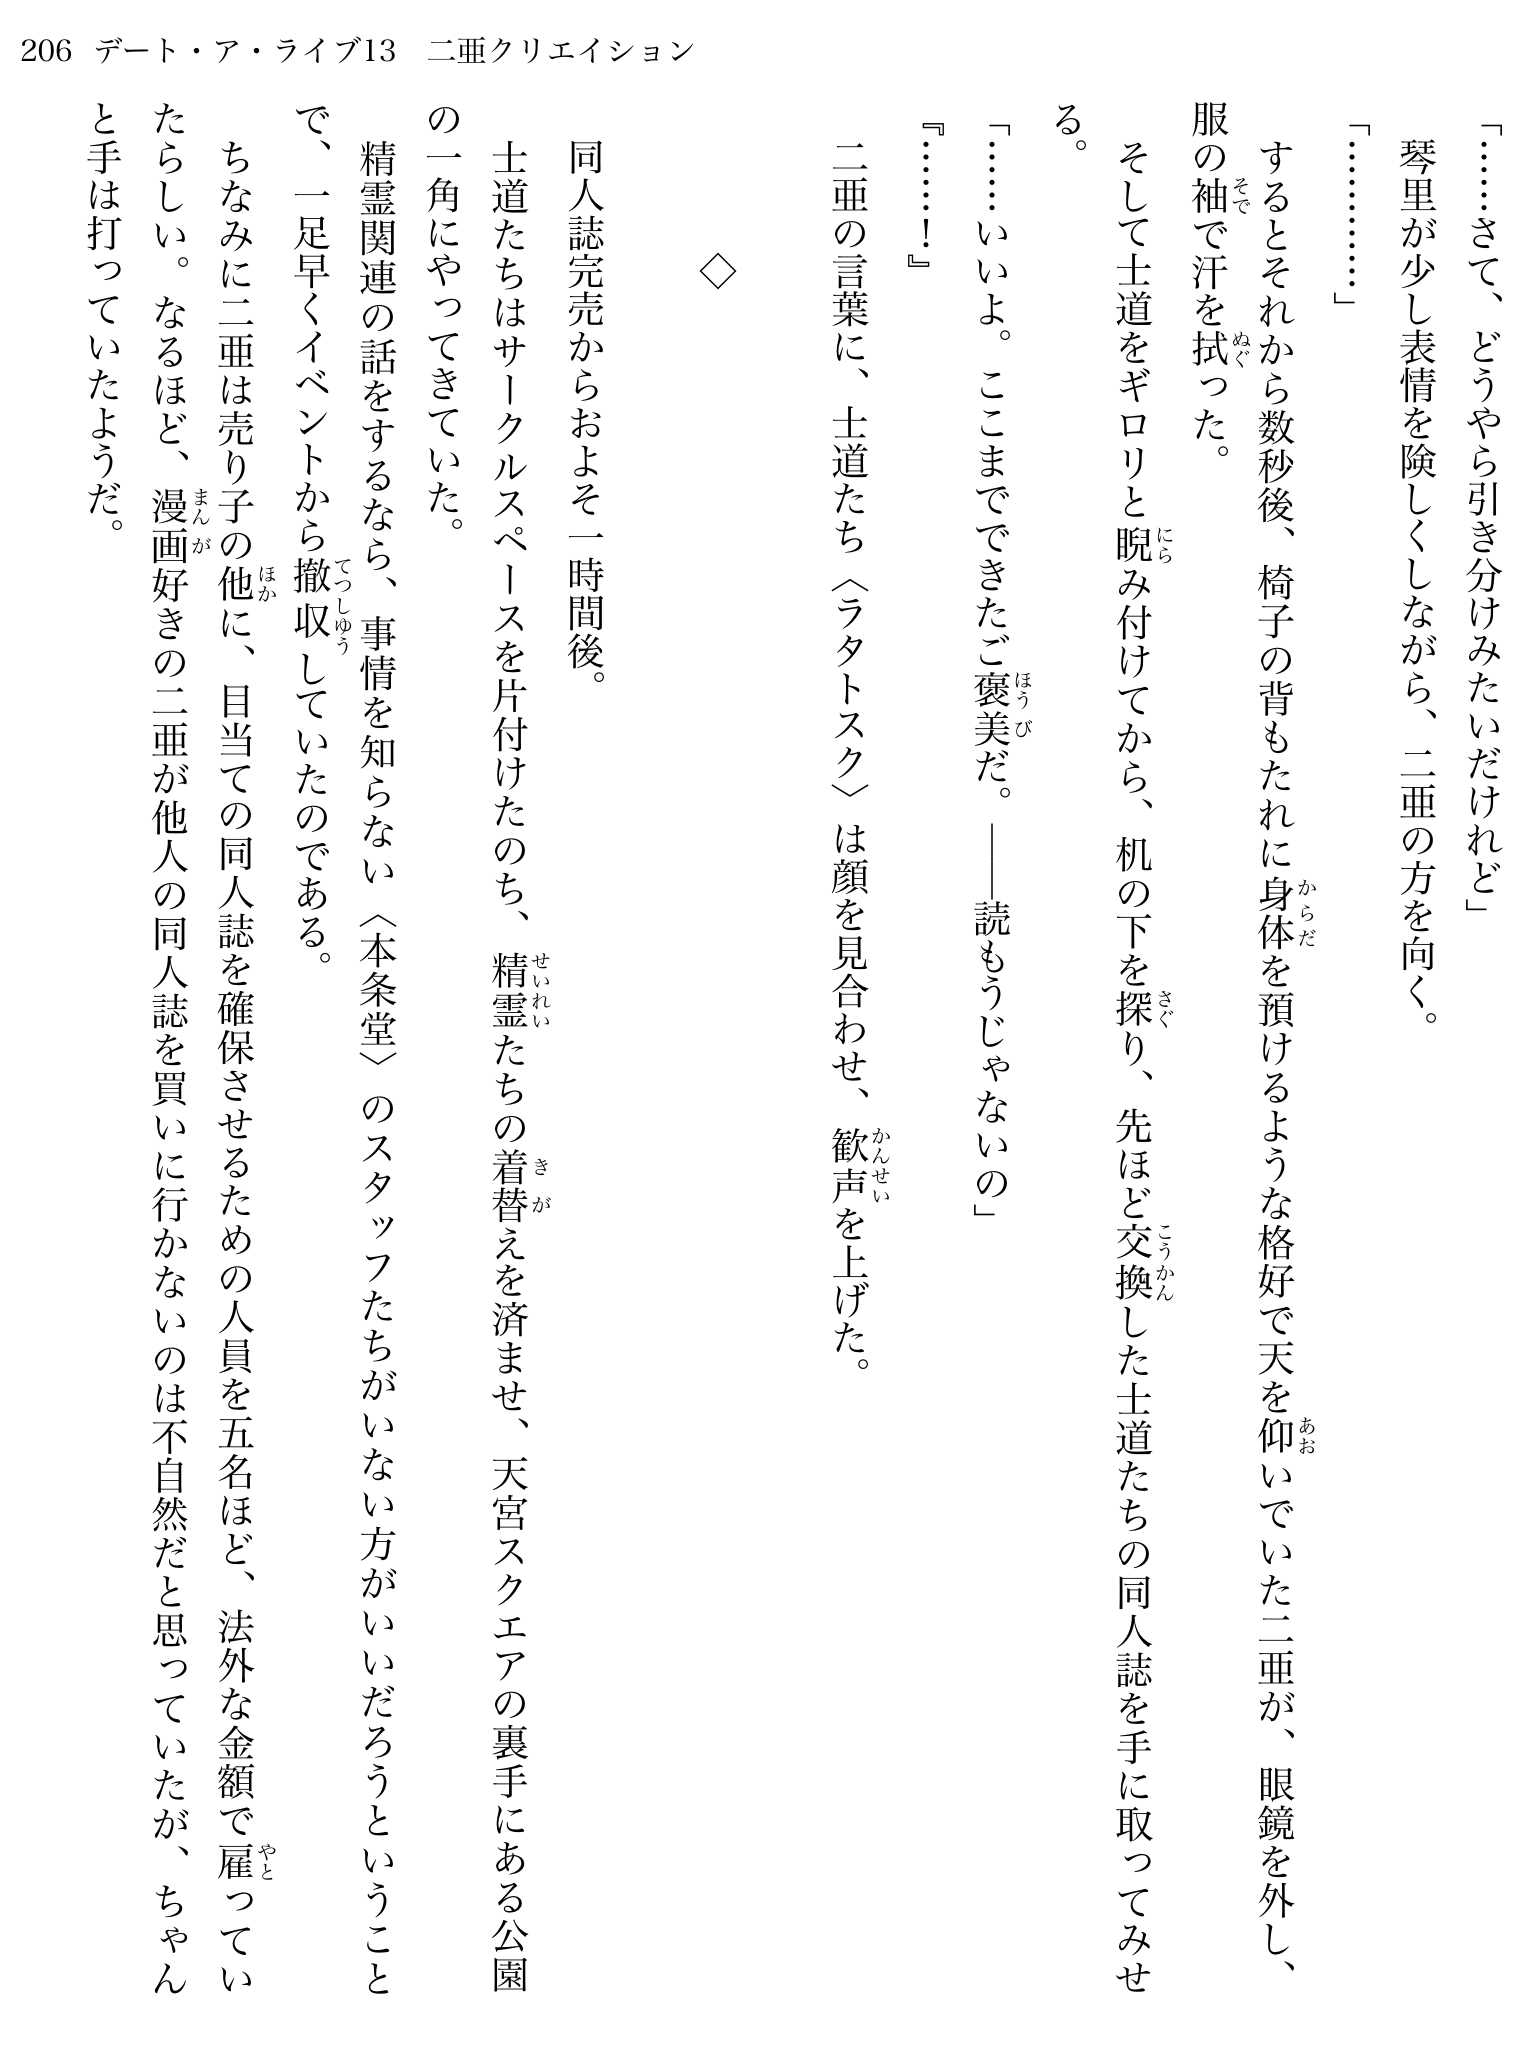 206 デート・ア・ライブ13　二亜クリエイション
「……さて、どうやら引き分けみたいだけれど」
　琴里が少し表情を険しくしながら、二亜の方を向く。
「…………」
　するとそれから数秒後、椅子の背もたれに身体を預けるような格好で天を仰いでいた二亜が、眼鏡を外し、
服の袖で汗を拭った。
　そして士道をギロリと睨み付けてから、机の下を探り、先ほど交換した士道たちの同人誌を手に取ってみせ
る。
「……いいよ。ここまでできたご褒美だ。――読もうじゃないの」
『……！』
　二亜の言葉に、士道たち〈ラタトスク〉は顔を見合わせ、歓声を上げた。
◇
　同人誌完売からおよそ一時間後。
　士道たちはサークルスペースを片付けたのち、精霊たちの着替えを済ませ、天宮スクエアの裏手にある公園
の一角にやってきていた。
　精霊関連の話をするなら、事情を知らない〈本条堂〉のスタッフたちがいない方がいいだろうということ
で、一足早くイベントから撤収していたのである。
　ちなみに二亜は売り子の他に、目当ての同人誌を確保させるための人員を五名ほど、法外な金額で雇ってい
たらしい。なるほど、漫画好きの二亜が他人の同人誌を買いに行かないのは不自然だと思っていたが、ちゃん
と手は打っていたようだ。